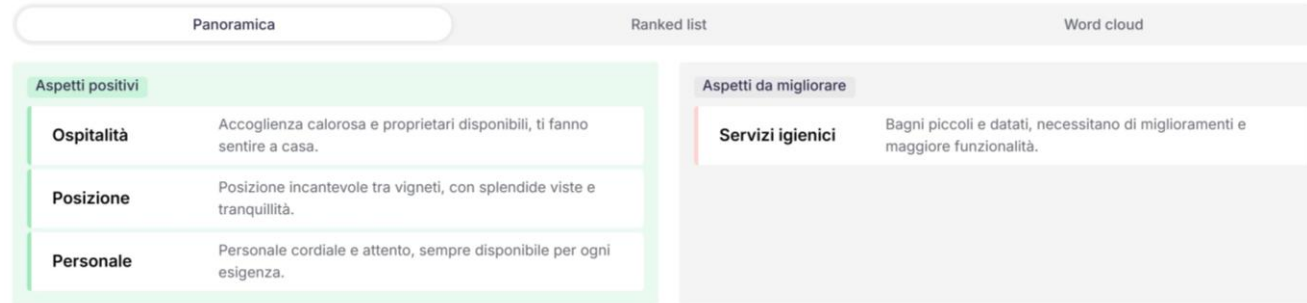 Panoramica
Ranked list
Word cloud
Aspetti positivi
Ospitalità
Accoglienza calorosa e proprietari disponibili, ti fanno
sentire a casa.
Posizione
Posizione incantevole tra vigneti, con splendide viste e
tranquillità.
Personale
Personale cordiale e attento, sempre disponibile per ogni
esigenza.
Aspetti da migliorare
Servizi igienici
Bagni piccoli e datati, necessitano di miglioramenti e
maggiore funzionalità.